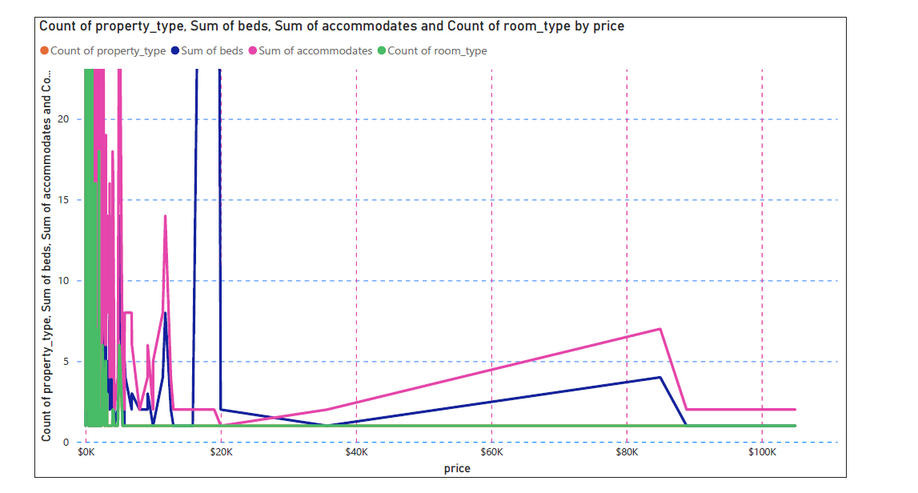 Count of property_type, Sum of beds, Sum of accommodates and Count of room_type by price
Count of property_type Sum of beds Sum of accommodates Count of room_type
Count of property_type, Sum of beds, Sum of accommodates and Co...
20
15
10
5
0
$0K $20K $40K $60K $80K $100K
price